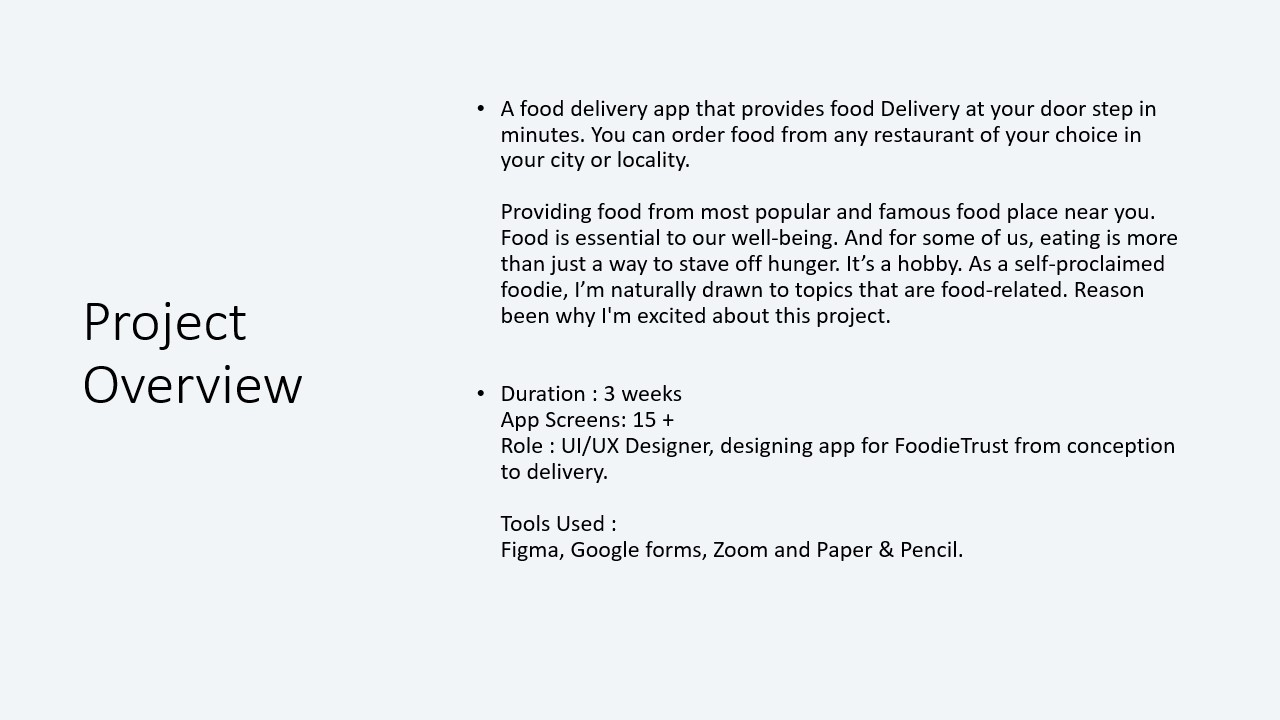 Project
Overview
• A food delivery app that provides food Delivery at your door step in
minutes. You can order food from any restaurant of your choice in
your city or locality.
Providing food from most popular and famous food place near you.
Food is essential to our well-being. And for some of us, eating is more
than just a way to stave off hunger. It’s a hobby. As a self-proclaimed
foodie, I’m naturally drawn to topics that are food-related. Reason
been why I'm excited about this project.
• Duration : 3 weeks
App Screens: 15 +
Role : UI/UX Designer, designing app for FoodieTrust from conception
to delivery.
Tools Used :
Figma, Google forms, Zoom and Paper & Pencil.